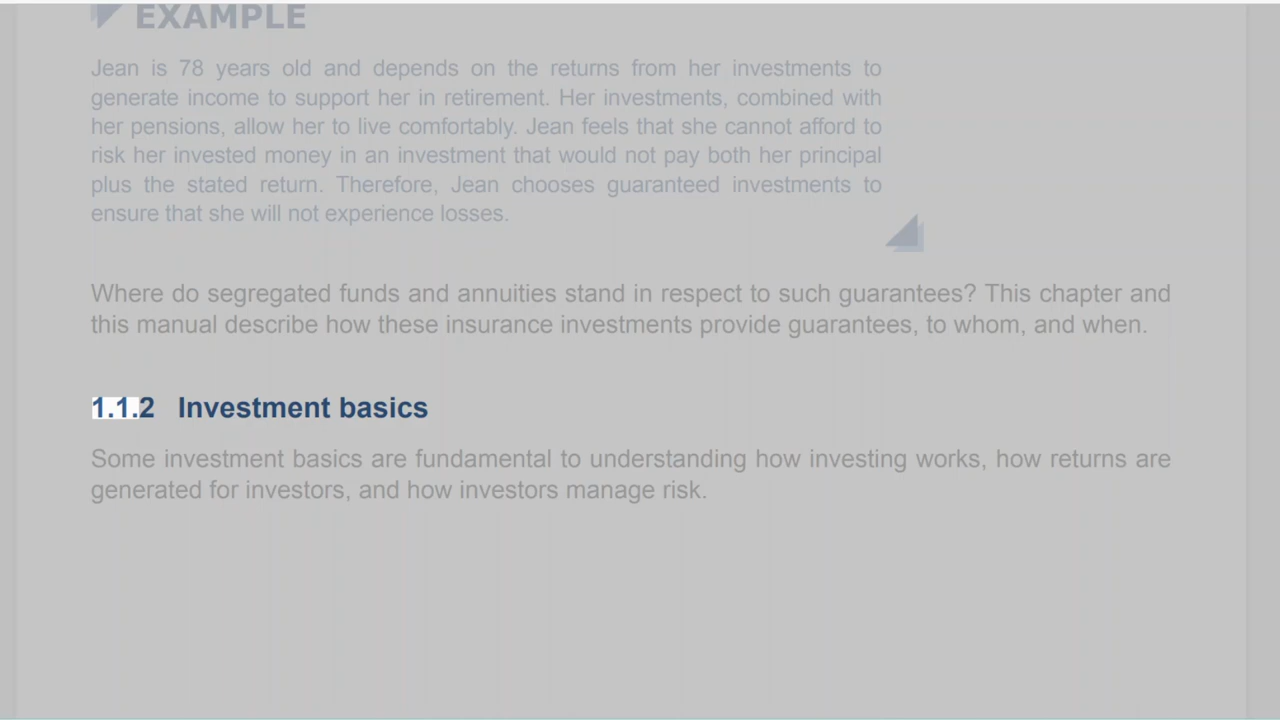 EXAMPLE
Jean is 78 years old and depends on the returns from her investments to
generate income to support her in retirement. Her investments, combined with
her pensions, allow her to live comfortably. Jean feels that she cannot afford to
risk her invested money in an investment that would not pay both her principal
plus the stated return. Therefore, Jean chooses guaranteed investments to
ensure that she will not experience losses.
Where do segregated funds and annuities stand in respect to such guarantees? This chapter and
this manual describe how these insurance investments provide guarantees, to whom, and when.
1.1.2 Investment basics
Some investment basics are fundamental to understanding how investing works, how returns are
generated for investors, and how investors manage risk.